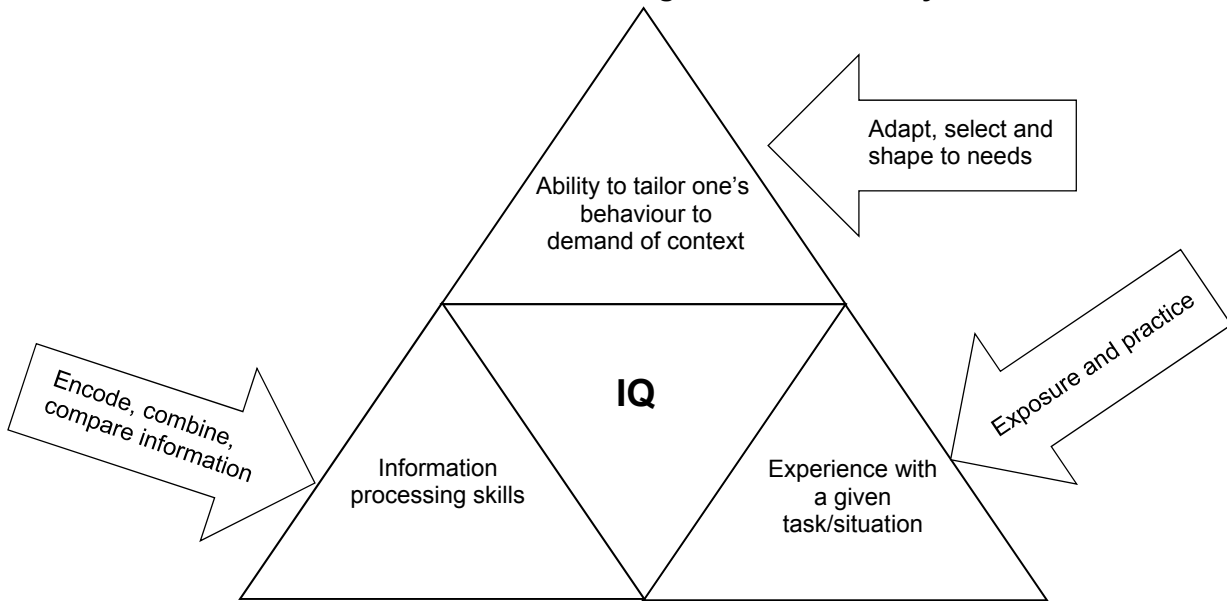 Adapt, select and
shape to needs
Ability to tailor one’s
behaviour to
demand of context
Exposure and practice
IQ
Encode, combine,
compare information
Information
processing skills
Experience with
a given
task/situation